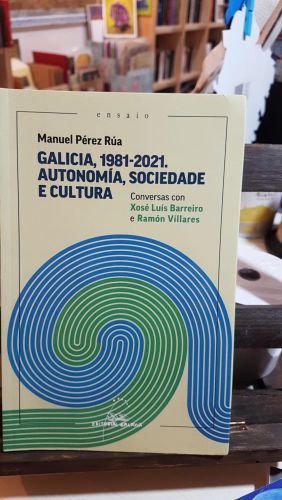 ensaio
Manuel Pérez Rúa
GALICIA, 1981-2021.
AUTONOMÍA, SOCIEDADE
E CULTURA
Conversas con
Xosé Luís Barreiro
e Ramón Villares
EDITORIAL GALAXIA